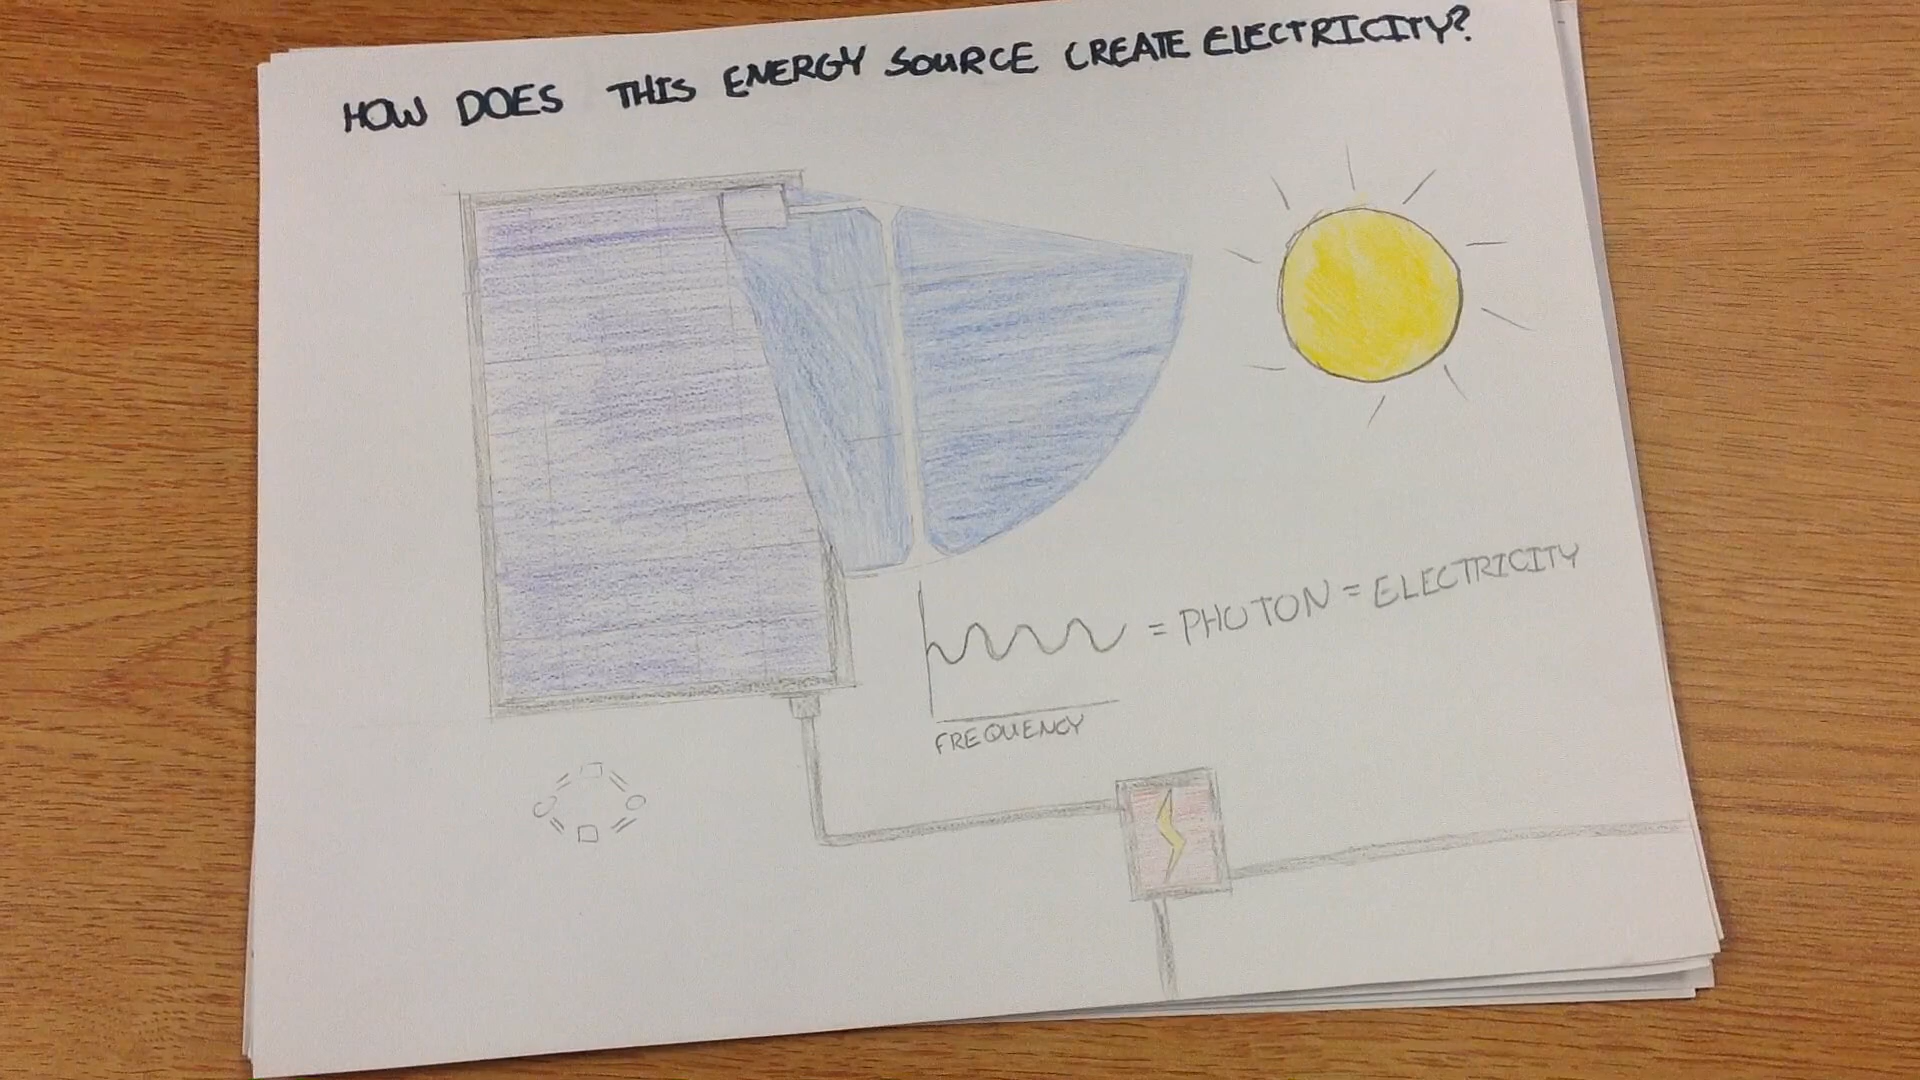 HOW DOES THIS ENERGY SOURCE CREATE ELECTRICITY?
= PHOTON = ELECTRICITY
FREQUENCY